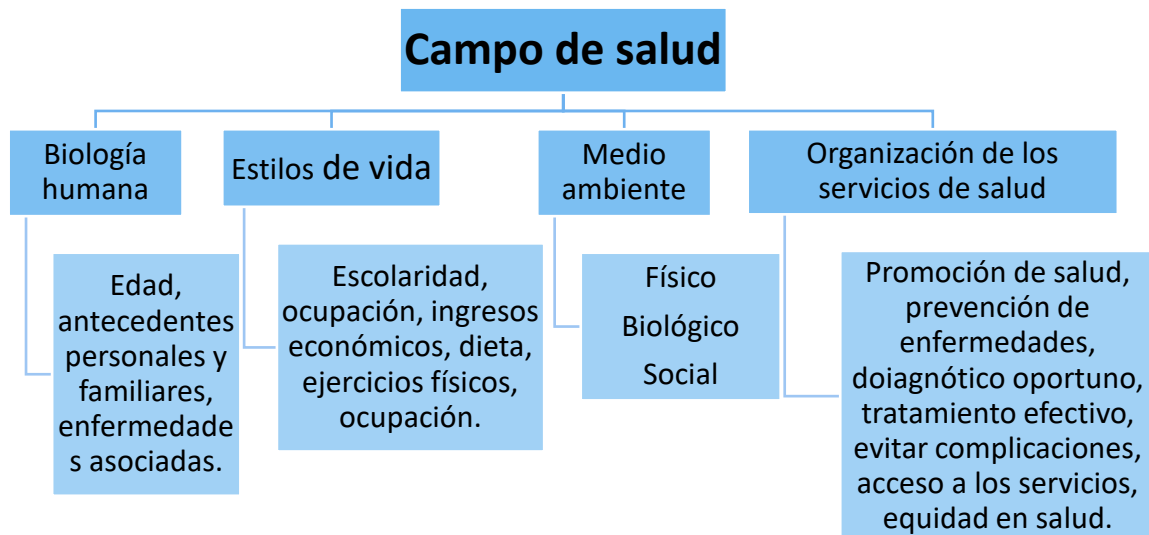 Campo de salud
Biología
humana
Edad,
antecedentes
personales y
familiares,
enfermedade
s asociadas.
Estilos de vida
Escolaridad,
ocupación, ingresos
económicos, dieta,
ejercicios físicos,
ocupación.
Medio
ambiente
Físico
Biológico
Social
Organización de los
servicios de salud
Promoción de salud,
prevención de
enfermedades,
doiagnótico oportuno,
tratamiento efectivo,
evitar complicaciones,
acceso a los servicios,
equidad en salud.